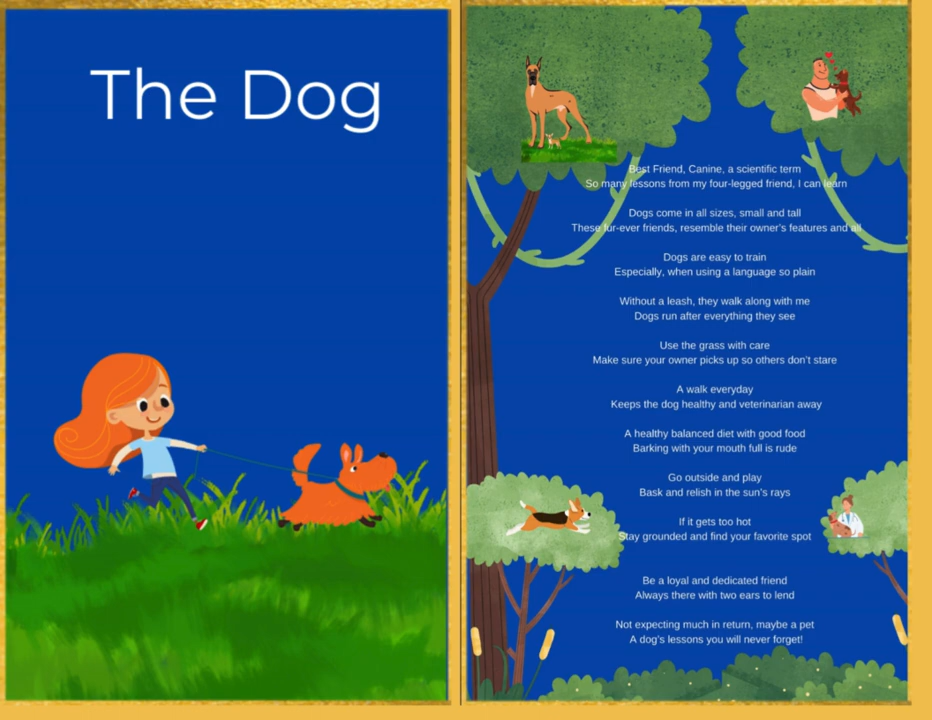 The Dog
Best Friend, Canine, a scientific term
So many lessons from my four-legged friend, I can learn
Dogs come in all sizes, small and tall
These fur-ever friends, resemble their owner's features and all
Dogs are easy to train
Especially, when using a language so plain
Without a leash, they walk along with me
Dogs run after everything they see
Use the grass with care
Make sure your owner picks up so others don't stare
A walk everyday
Keeps the dog healthy and veterinarian away
A healthy balanced diet with good food
Barking with your mouth full is rude
Go outside and play
Bask and relish in the sun's rays
If it gets too hot
Stay grounded and find your favorite spot
Be a loyal and dedicated friend
Always there with two ears to lend
Not expecting much in return, maybe a pet
A dog's lessons you will never forget!